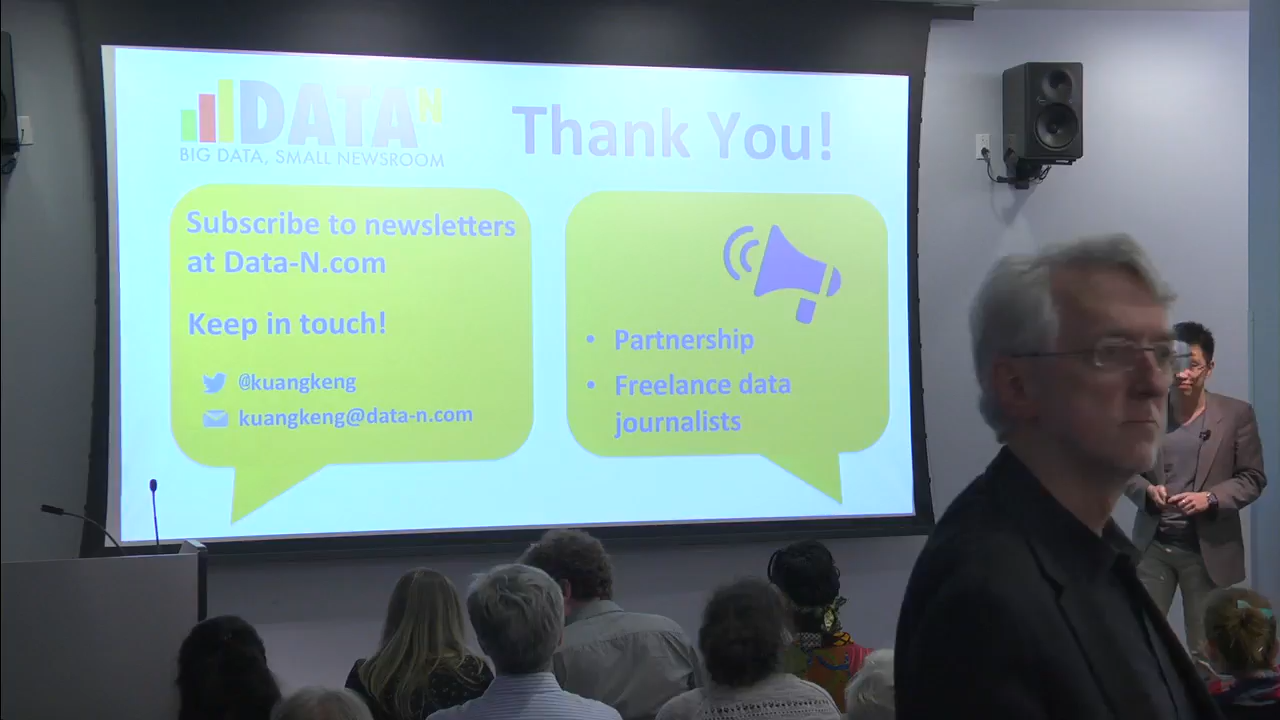 DATAN
BIG DATA, SMALL NEWSROOM
Thank You!
Subscribe to newsletters
at Data-N.com
Keep in touch!
@kuangkeng
kuangkeng@data-n.com
• Partnership
• Freelance data
journalists